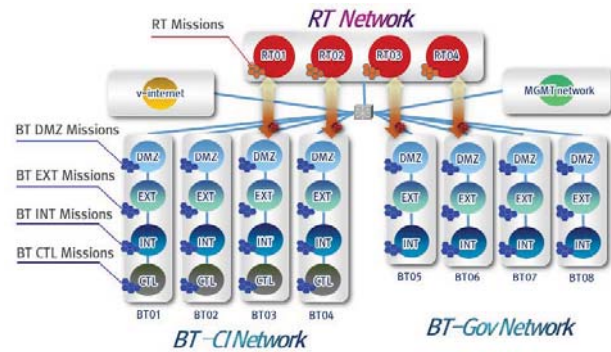 RT Network
RT Missions
RT01 RT02 RT03 RT04
v-internet
MGMT network
BT DMZ Missions
DMZ DMZ DMZ DMZ DMZ DMZ DMZ DMZ
BT EXT Missions
EXT EXT EXT EXT EXT EXT EXT EXT
BT INT Missions
INT INT INT INT INT INT INT INT
BT CTL Missions
CTL CTL CTL CTL
BT05 BT06 BT07 BT08
BT01 BT02 BT03 BT04
BT-CI Network
BT-Gov Network